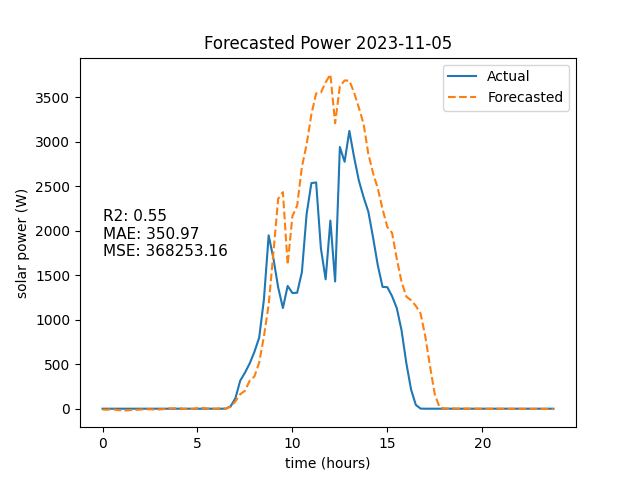 Forecasted Power 2023-11-05
Actual
Forecasted
R2: 0.55
MAE: 350.97
MSE: 368253.16
solar power (W)
3500
3000
2500
2000
1500
1000
500
0
0 5 10 15 20
time (hours)